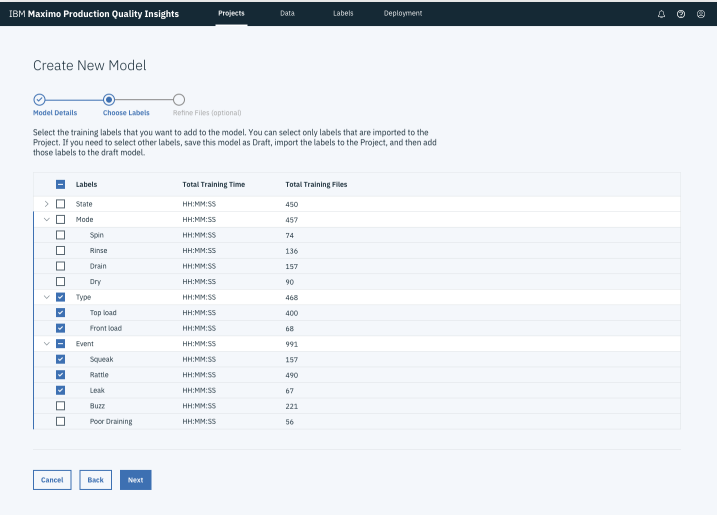 IBM Maximo Production Quality Insights Projects Data Labels Deployment
Create New Model
Model Details Choose Labels Refine Files (optional)
Select the training labels that you want to add to the model. You can select only labels that are imported to the
Project. If you need to select other labels, save this model as Draft, import the labels to the Project, and then add
those labels to the draft model.
Labels Total Training Time Total Training Files
State HH:MM:SS 450
Mode HH:MM:SS 457
Spin HH:MM:SS 74
Rinse HH:MM:SS 136
Drain HH:MM:SS 157
Dry HH:MM:SS 90
Type HH:MM:SS 468
Top load HH:MM:SS 400
Front load HH:MM:SS 68
Event HH:MM:SS 991
Squeak HH:MM:SS 157
Rattle HH:MM:SS 490
Leak HH:MM:SS 67
Buzz HH:MM:SS 221
Poor Draining HH:MM:SS 56
Cancel Back Next